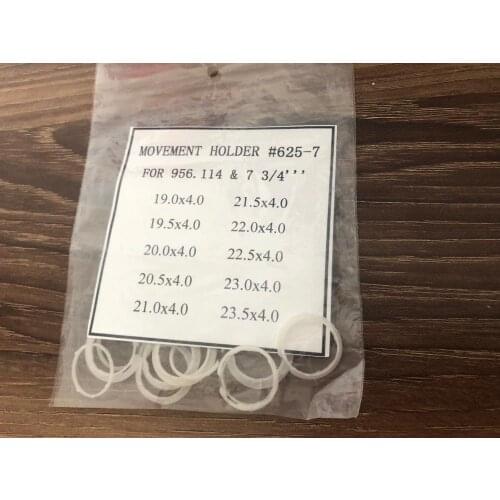 MOVEMENT HOLDER #625-7
FOR 956.114 & 7 3/4'''
19.0x4.0 21.5x4.0
19.5x4.0 22.0x4.0
20.0x4.0 22.5x4.0
20.5x4.0 23.0x4.0
21.0x4.0 23.5x4.0